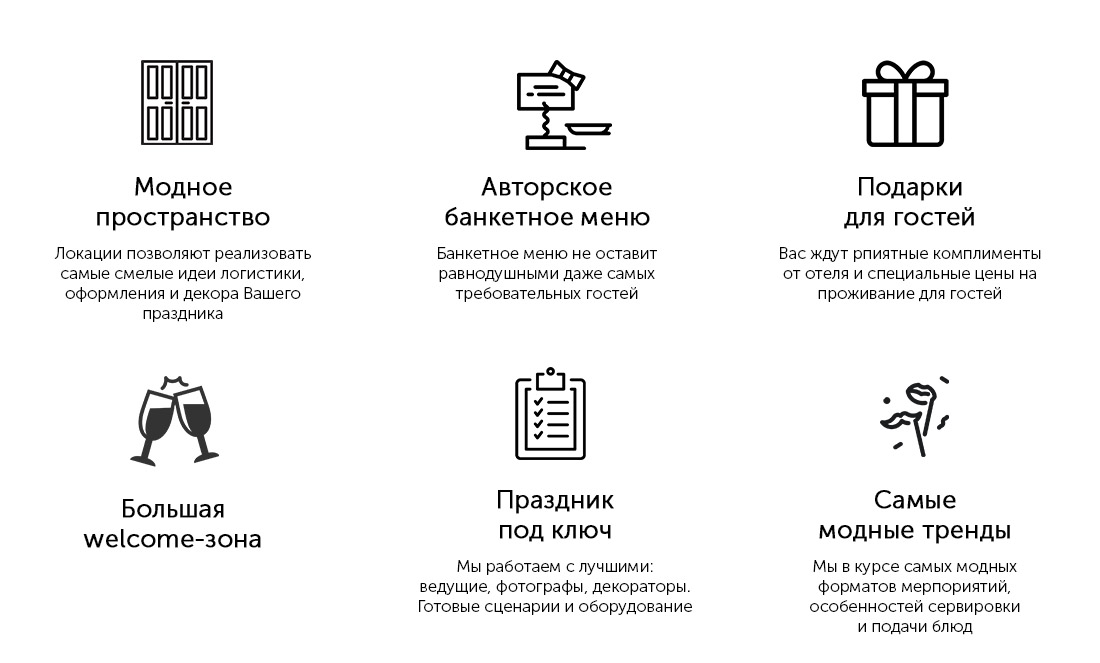 Модное
пространство
Локации позволяют реализовать
самые смелые идеи логистики,
оформления и декора Вашего
праздника
Авторское
банкетное меню
Банкетное меню не оставит
равнодушными даже самых
требовательных гостей
Подарки
для гостей
Вас ждут рпиятные комплименты
от отеля и специальные цены на
проживание для гостей
Большая
welcome-зона
Праздник
под ключ
Мы работаем с лучшими:
ведущие, фотографы, декораторы.
Готовые сценарии и оборудование
Самые
модные тренды
Мы в курсе самых модных
форматов мерпориятий,
особенностей сервировки
и подачи блюд